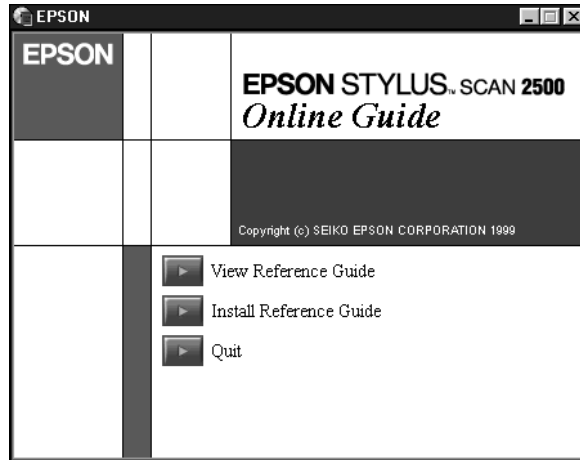 EPSON
EPSON
EPSON STYLUS™ SCAN 2500
Online Guide
Copyright (c) SEIKO EPSON CORPORATION 1999
View Reference Guide
Install Reference Guide
Quit